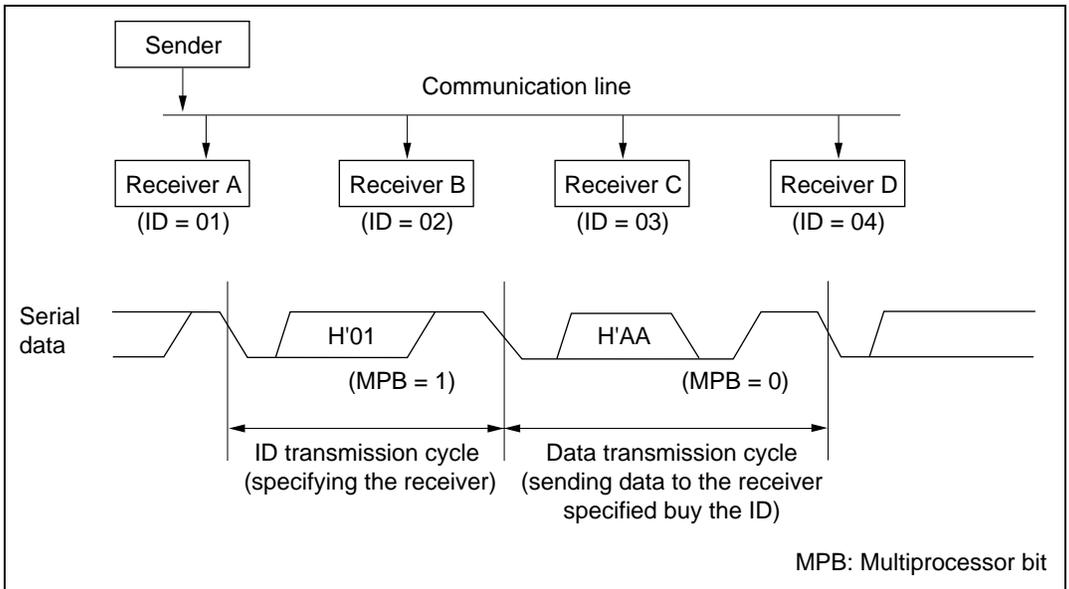 Sender
Communication line
Receiver A
Receiver B
Receiver C
Receiver D
(ID = 01)
(ID = 02)
(ID = 03)
(ID = 04)
Serial
data
H'01
H'AA
(MPB = 1)
(MPB = 0)
ID transmission cycle
(specifying the receiver)
Data transmission cycle
(sending data to the receiver
specified buy the ID)
MPB: Multiprocessor bit